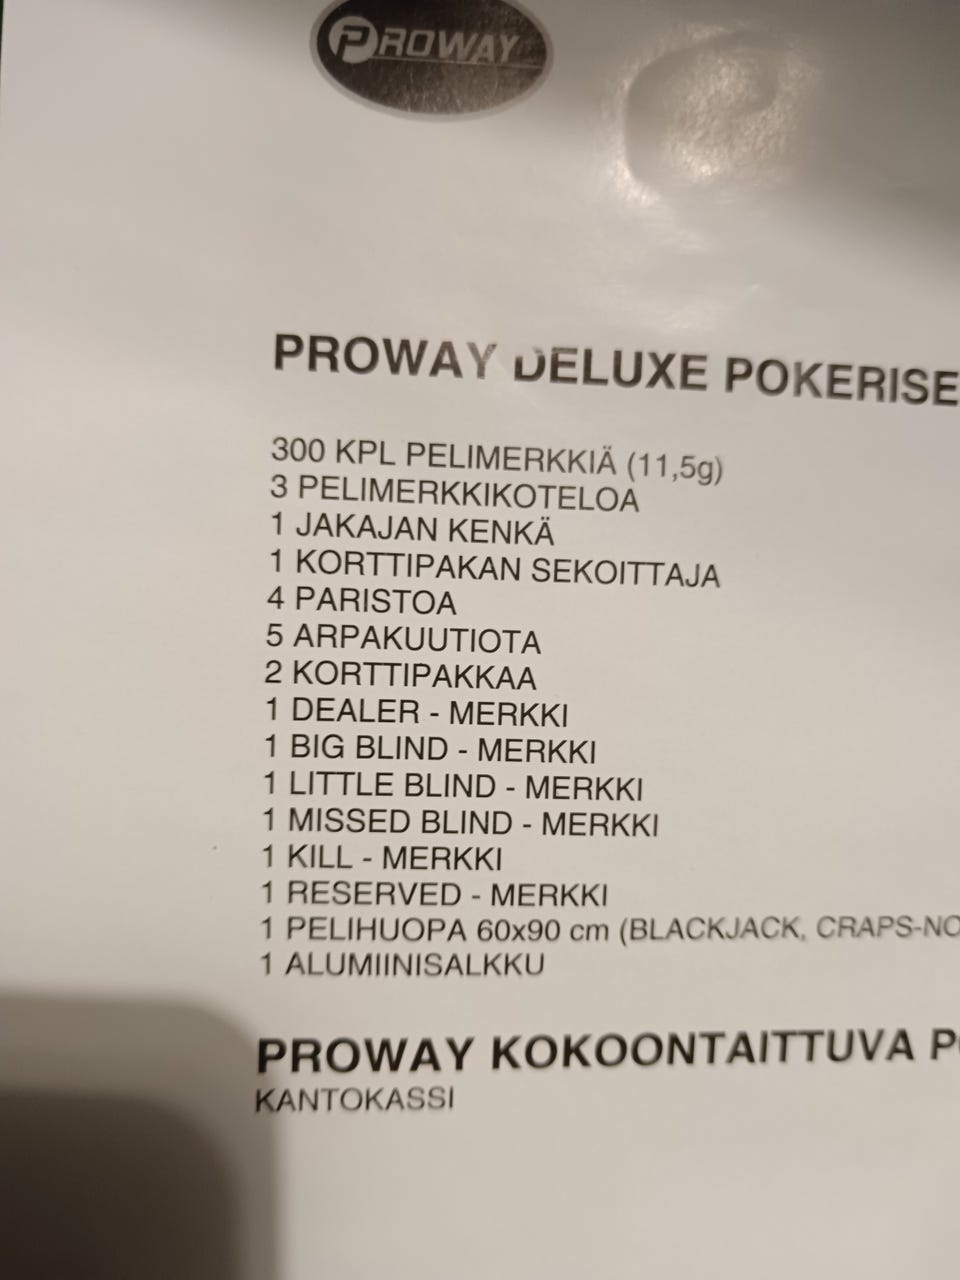 PROWAY
PROWAY DELUXE POKERISE
300 KPL PELIMERKKIÄ (11,5g)
3 PELIMERKKIKOTELOA
1 JAKAJAN KENKÄ
1 KORTTIPAKAN SEKOITTAJA
4 PARISTOA
5 ARPAKUUTIOTA
2 KORTTIPAKKAA
1 DEALER - MERKKI
1 BIG BLIND - MERKKI
1 LITTLE BLIND - MERKKI
1 MISSED BLIND - MERKKI
1 KILL - MERKKI
1 RESERVED - MERKKI
1 PELIHUOPA 60x90 cm (BLACKJACK, CRAPS-NO
1 ALUMIINISALKKU
PROWAY KOKOONTAITTUVA P
KANTOKASSI